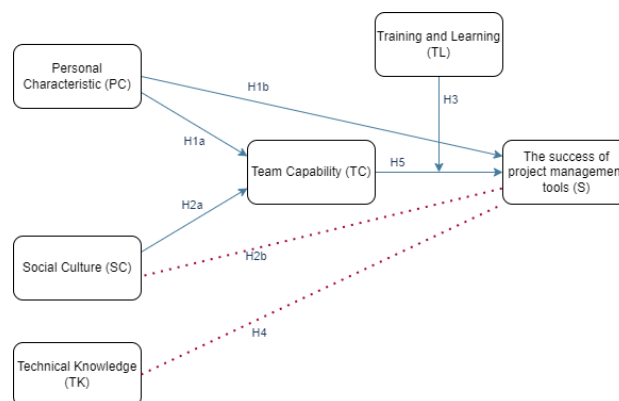 Training and Learning
(TL)
Personal
Characteristic (PC)
H1b
H3
H1a
The success of
project management
tools (S)
Team Capability (TC)
H5
H2a
Social Culture (SC)
H2b
H4
Technical Knowledge
(TK)